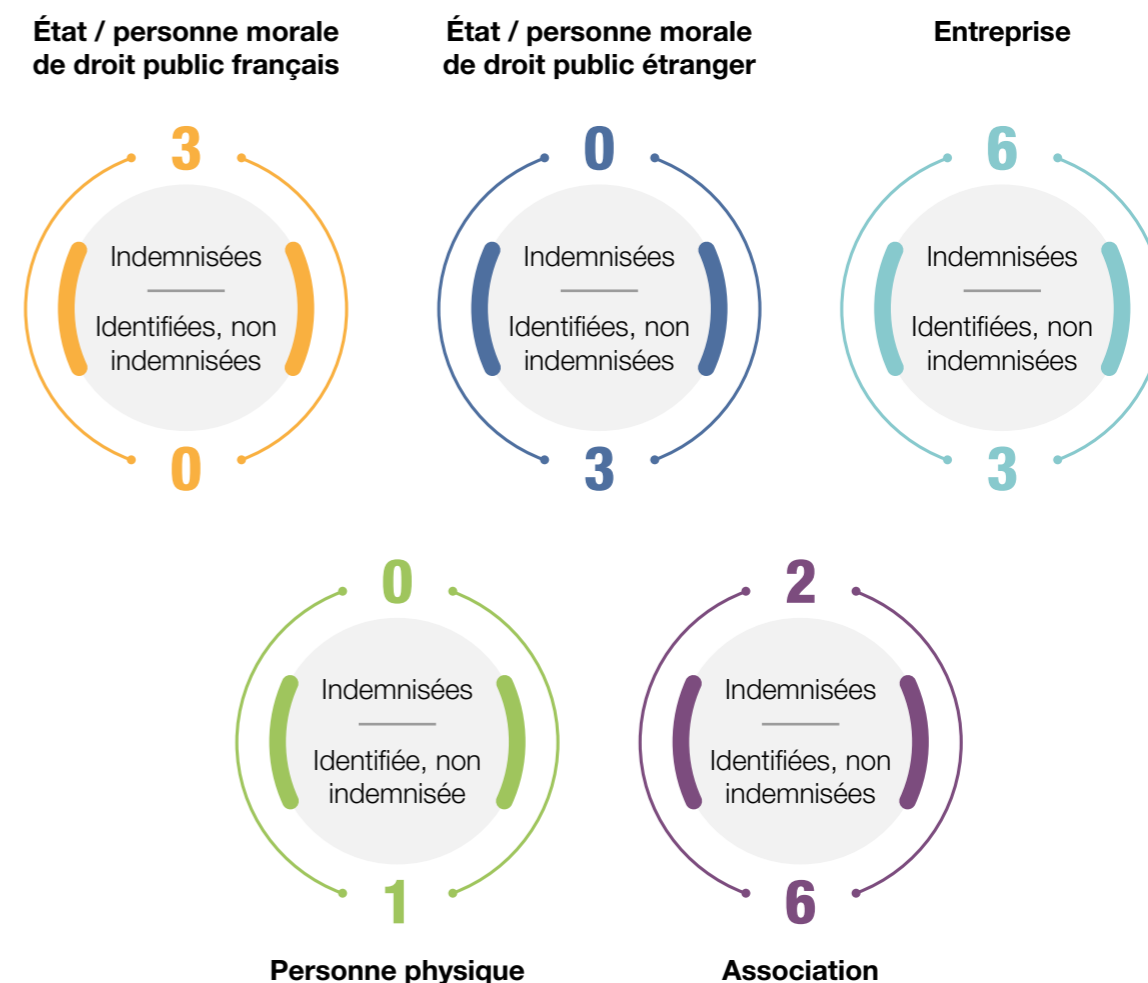 État / personne morale
de droit public français
3
Indemnisées
Identifiées, non
indemnisées
0
État / personne morale
de droit public étranger
0
Indemnisées
Identifiées, non
indemnisées
3
Entreprise
6
Indemnisées
Identifiées, non
indemnisées
3
0
Indemnisées
Identifiée, non
indemnisée
1
Personne physique
2
Indemnisées
Identifiées, non
indemnisées
6
Association